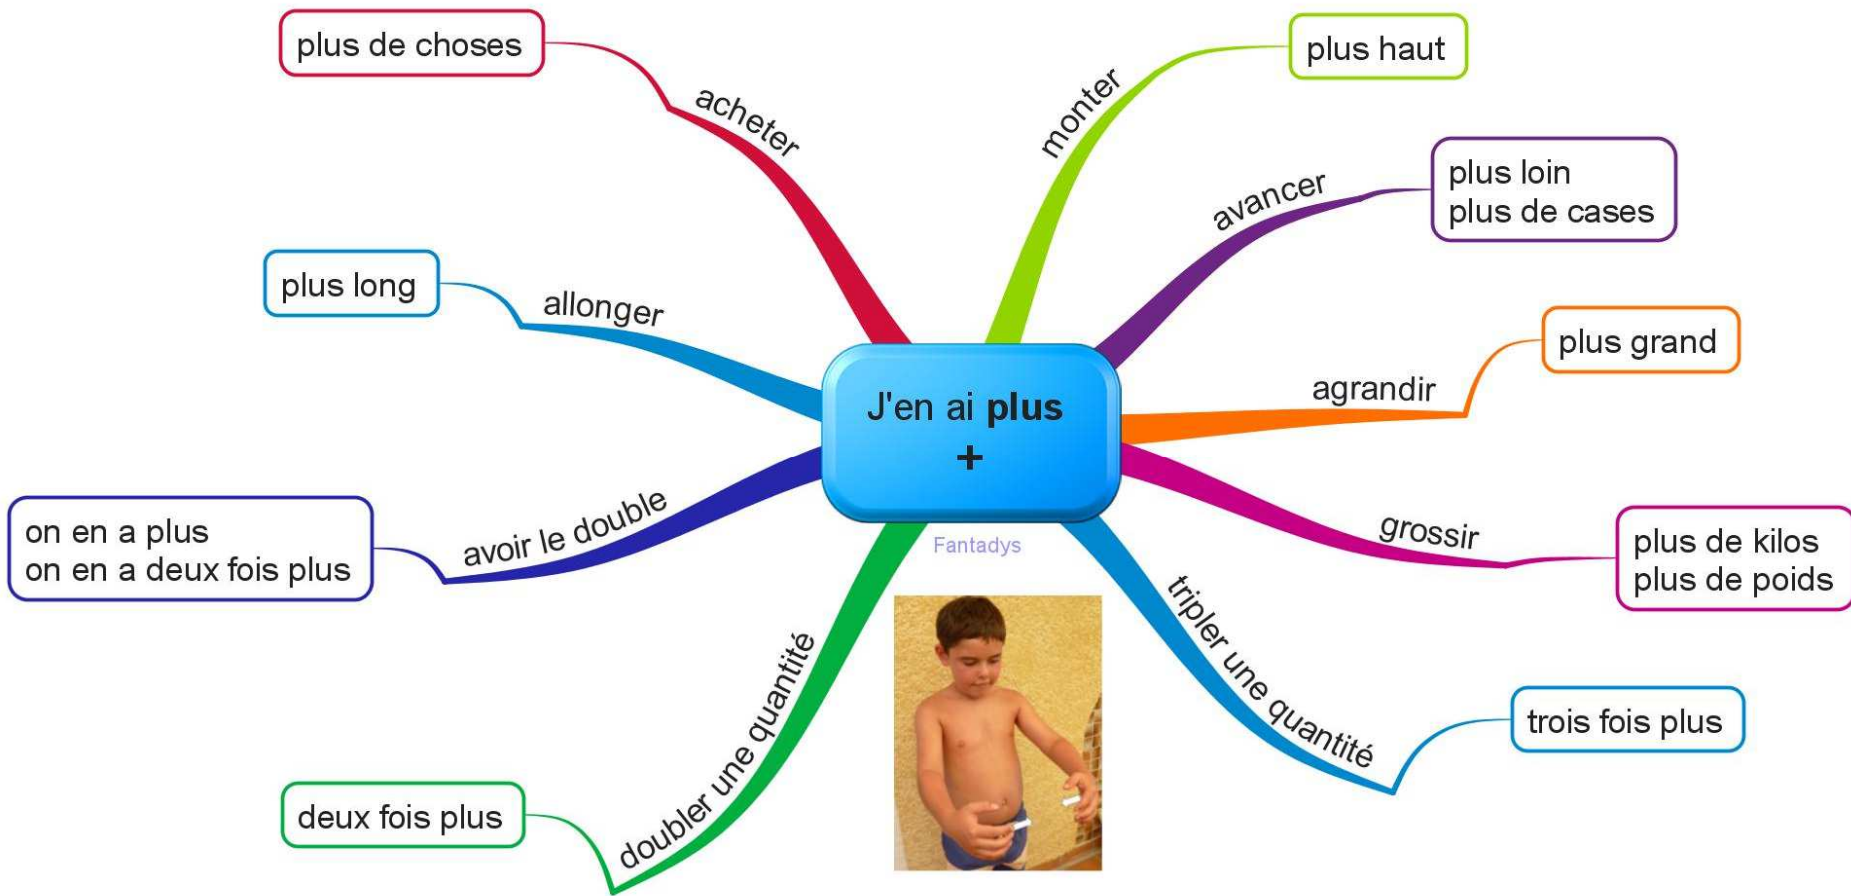 J'en ai plus
+
Fantadys
monter
plus haut
avancer
plus loin
plus de cases
agrandir
plus grand
grossir
plus de kilos
plus de poids
tripler une quantité
trois fois plus
doubler une quantité
deux fois plus
avoir le double
on en a plus
on en a deux fois plus
allonger
plus long
acheter
plus de choses